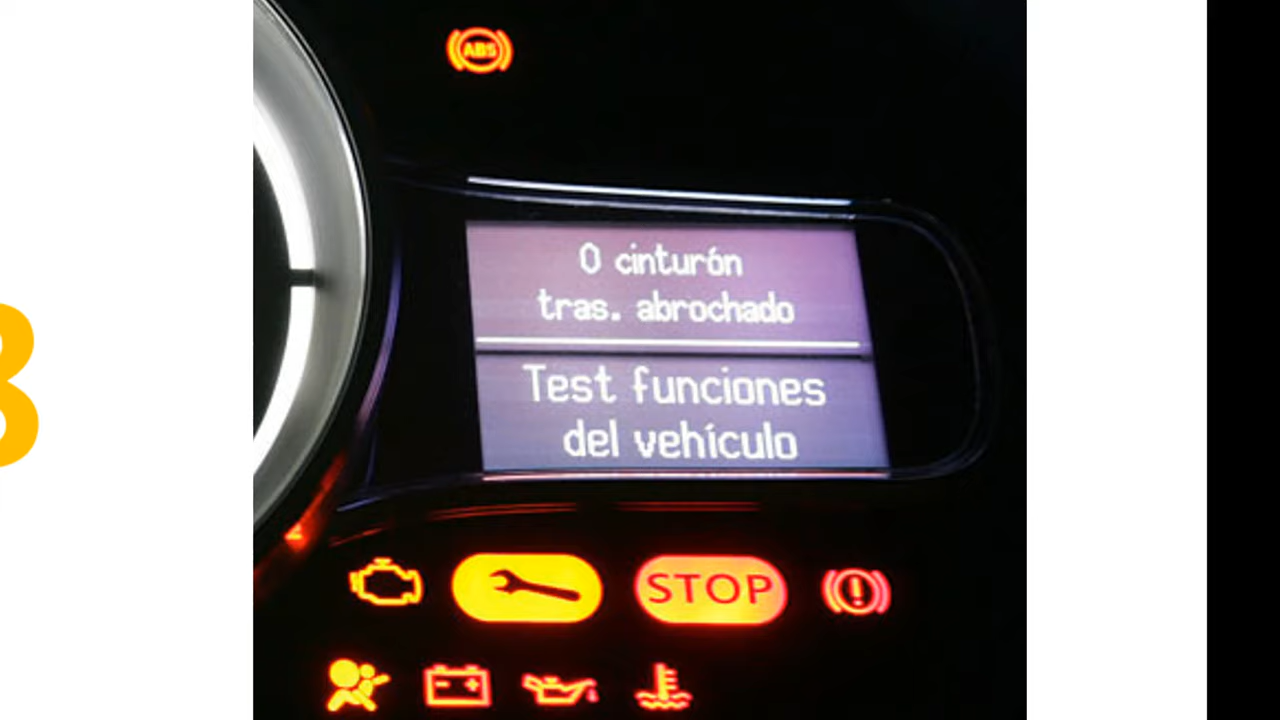 ABS
0 cinturón
tras. abrochado
Test funciones
del vehículo
STOP